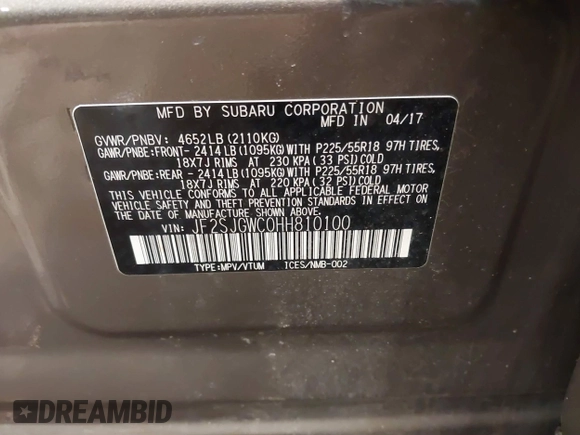 MFD BY SUBARU CORPORATION
MFD IN 04/17
GVWR/PNBV: 4652LB (2110KG)
GAWR/PNBE:FRONT- 2414LB (1095KG) WITH P225/55R18 97H TIRES,
18X7J RIMS AT 230 KPA (33 PSI) COLD
GAWR/PNBE:REAR - 2414LB (1095KG) WITH P225/55R18 97H TIRES,
18X7J RIMS AT 220 KPA (32 PSI) COLD
THIS VEHICLE CONFORMS TO ALL APPLICABLE FEDERAL MOTOR
VEHICLE SAFETY AND THEFT PREVENTION STANDARDS IN EFFECT
ON THE DATE OF MANUFACTURE SHOWN ABOVE.
VIN: JF2SJGWC0HH810100
TYPE:MPV/VTUM ICES/NMB-002
DREAMBID